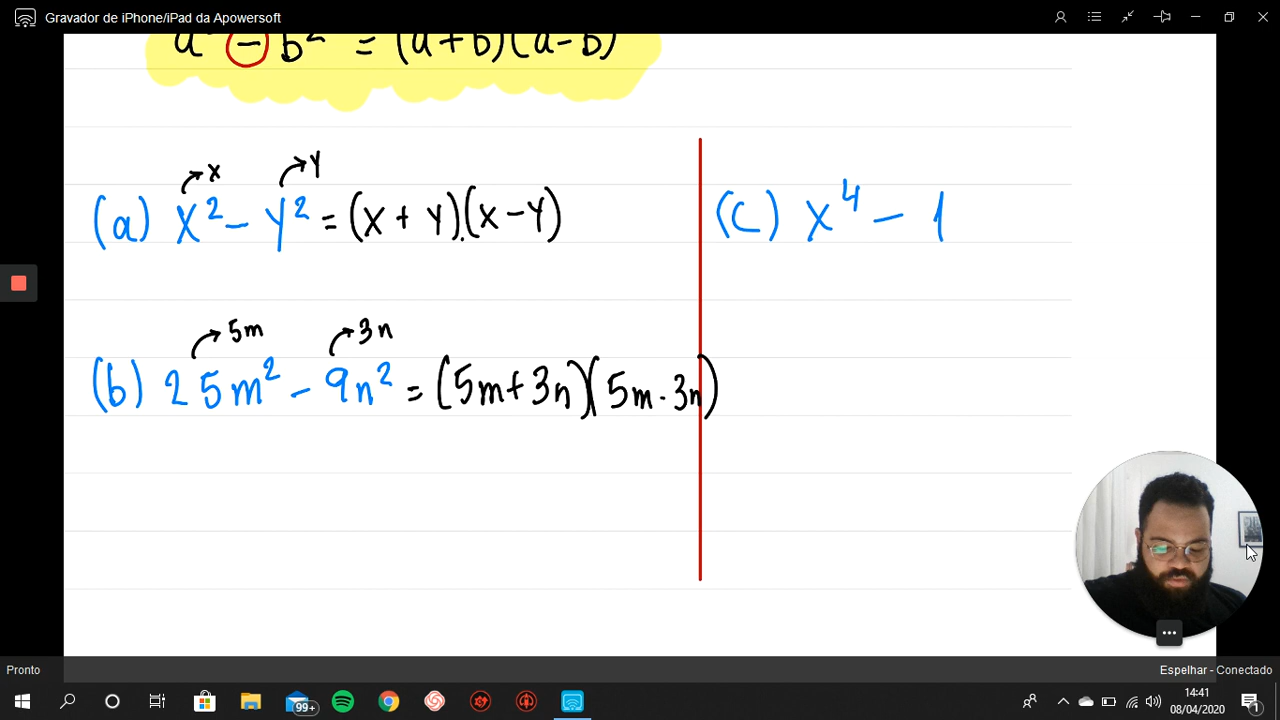 Gravador de iPhone/iPad da Apowersoft
a² - b² = (a+b)(a-b)
x
y
(a) x² - y² = (x + y).(x - y)
5m
3n
(b) 25m² - 9n² = (5m+3n)(5m-3n)
(c) x⁴ - 1
Pronto
Espelhar - Conectado
99+
14:41
08/04/2020
1